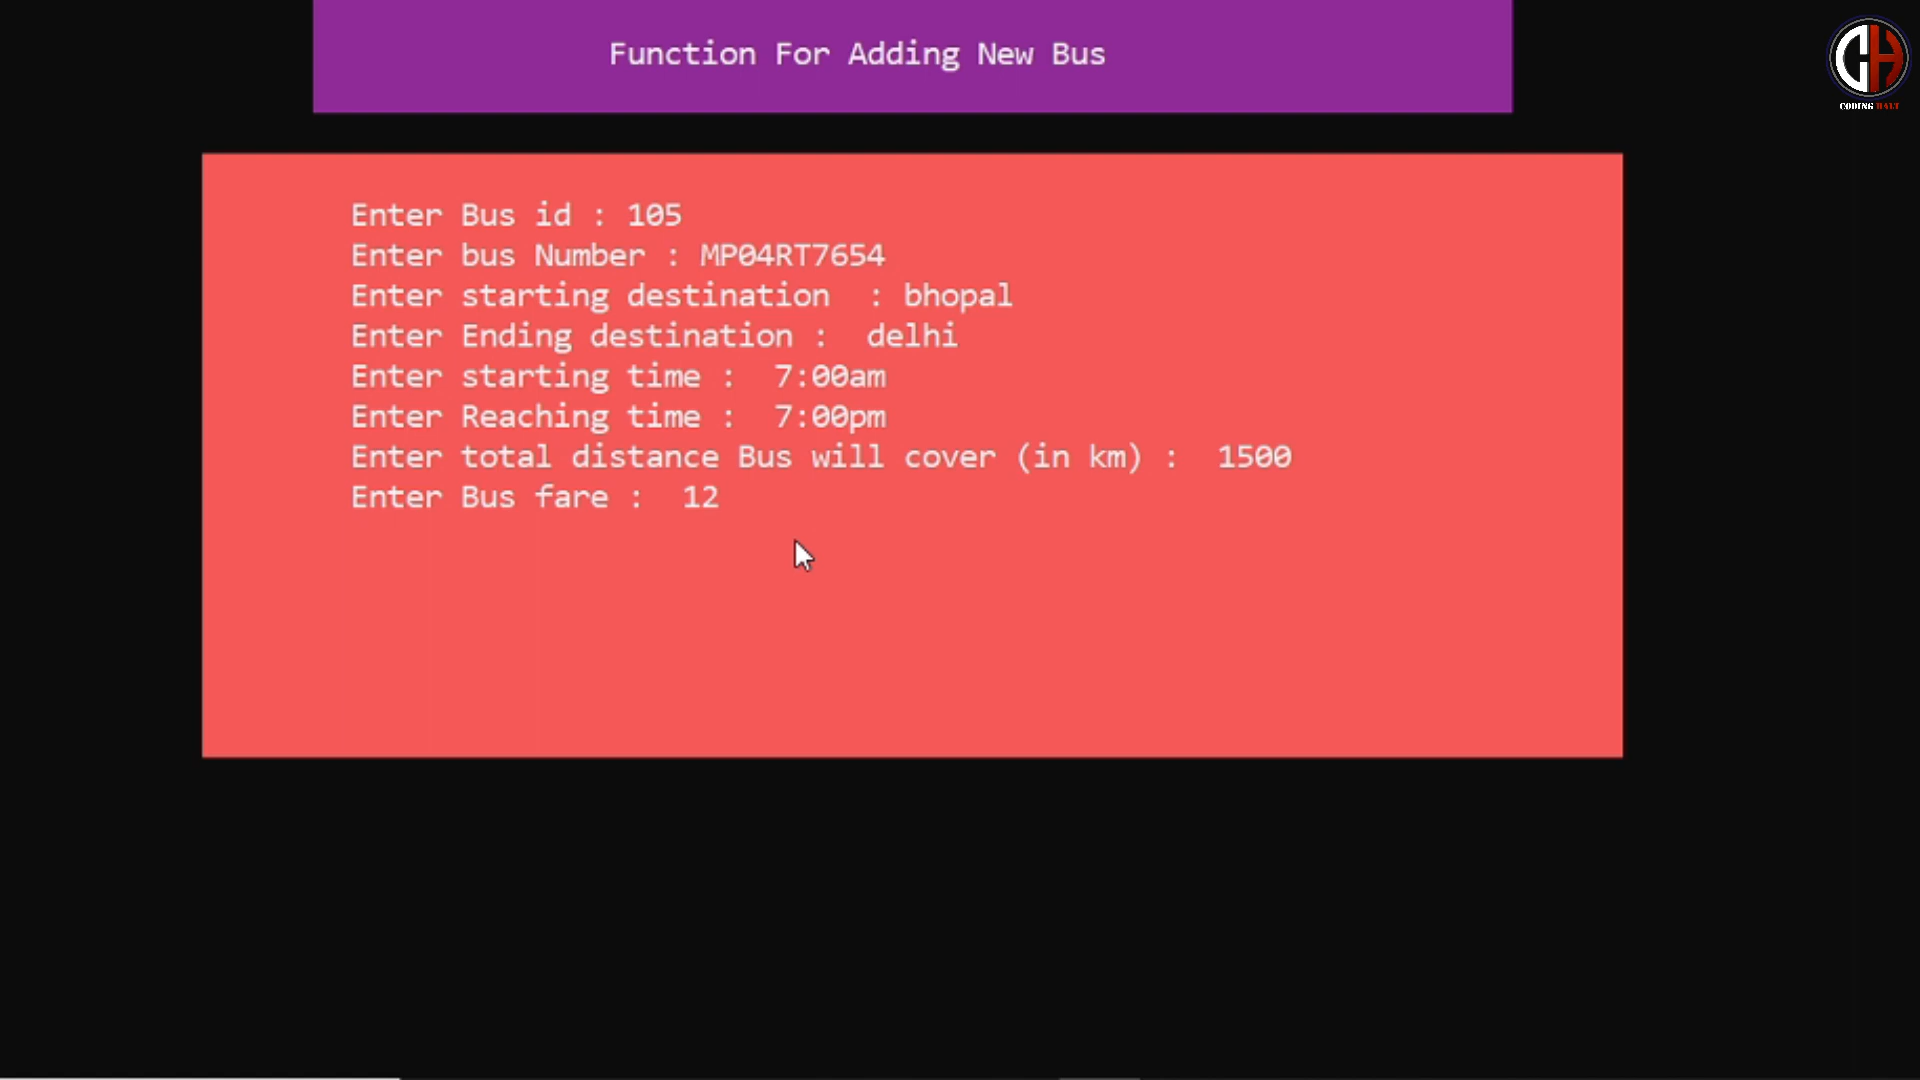 Function For Adding New Bus
CODING HALT
Enter Bus id : 105
Enter bus Number : MP04RT7654
Enter starting destination  : bhopal
Enter Ending destination :  delhi
Enter starting time :  7:00am
Enter Reaching time :  7:00pm
Enter total distance Bus will cover (in km) :  1500
Enter Bus fare :  12